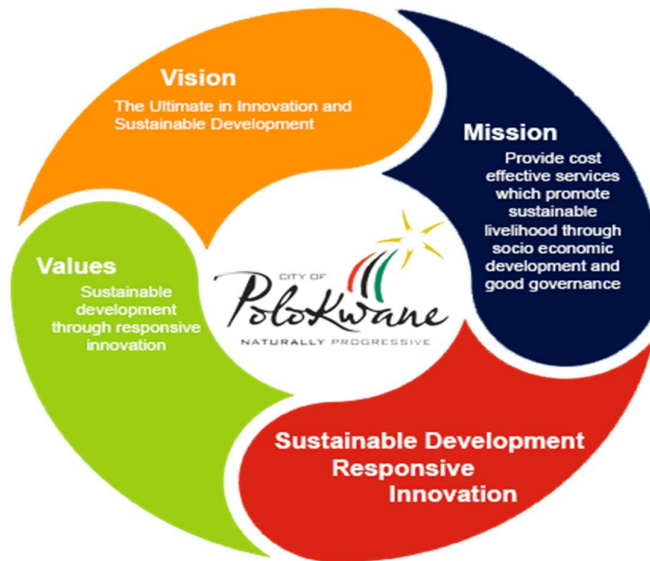 Vision
The Ultimate in Innovation and
Sustainable Development
Mission
Provide cost
effective services
which promote
sustainable
livelihood through
socio economic
development and
good governance
Values
Sustainable
development
through responsive
innovation
CITY OF
Polokwane
NATURALLY PROGRESSIVE
Sustainable Development
Responsive
Innovation